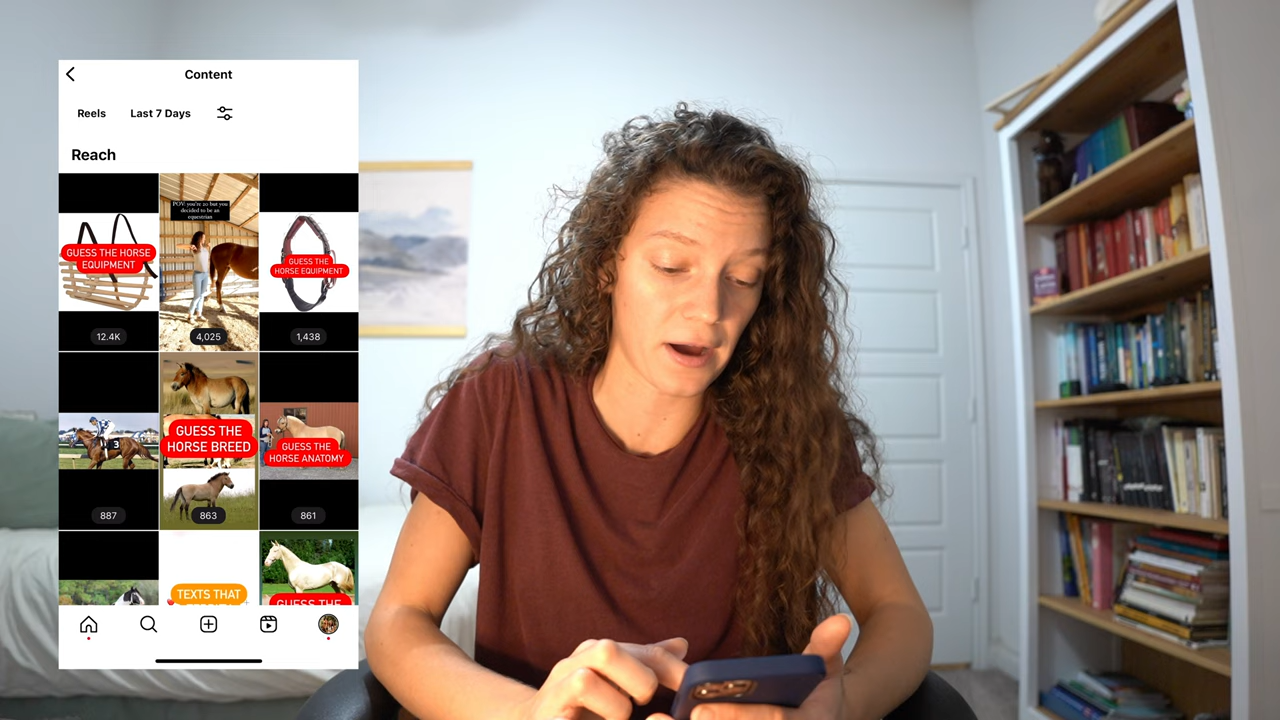 Content
Reels Last 7 Days
Reach
GUESS THE HORSE
EQUIPMENT
12.4K
POV: you're 20 but you
decided to be an
equestrian
4,025
GUESS THE
HORSE EQUIPMENT
1,438
3
887
GUESS THE
HORSE BREED
863
GUESS THE
HORSE ANATOMY
861
TEXTS THAT
GUESS THE